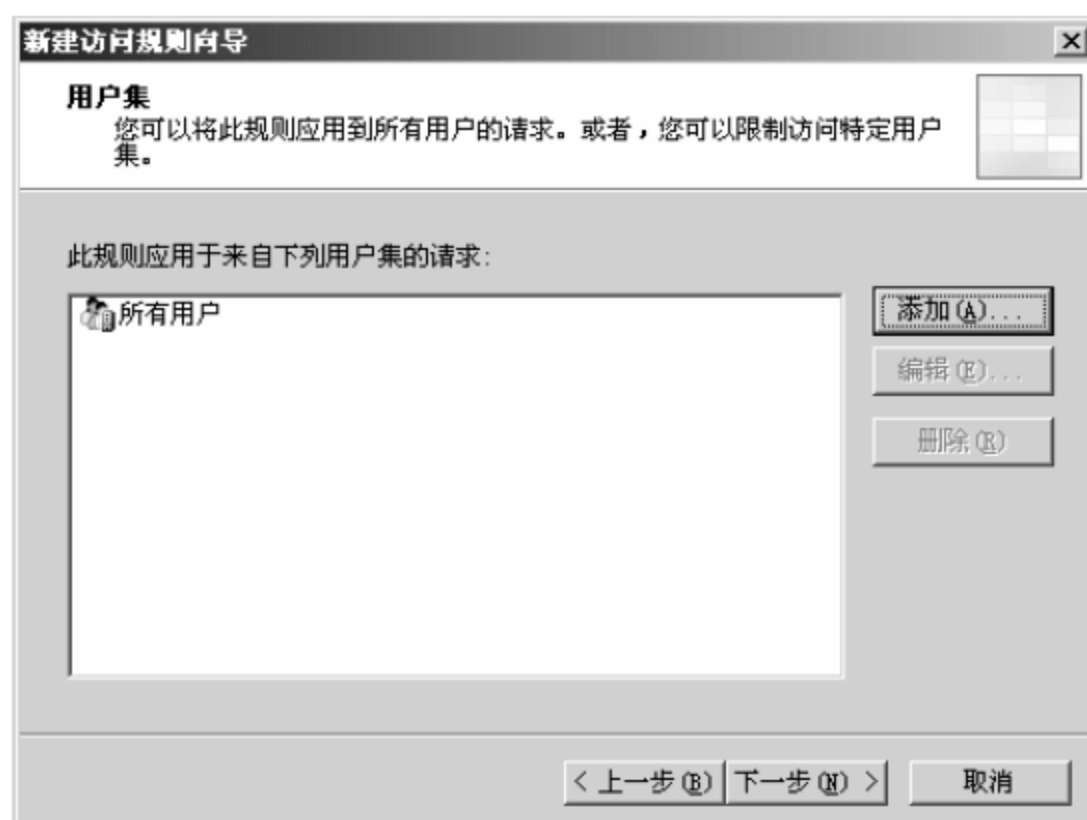 新建访问规则向导
用户集
您可以将此规则应用到所有用户的请求。或者，您可以限制访问特定用户
集。
此规则应用于来自下列用户集的请求:
所有用户
添加(A)...
编辑(E)...
删除(R)
< 上一步(B) 下一步(N) > 取消